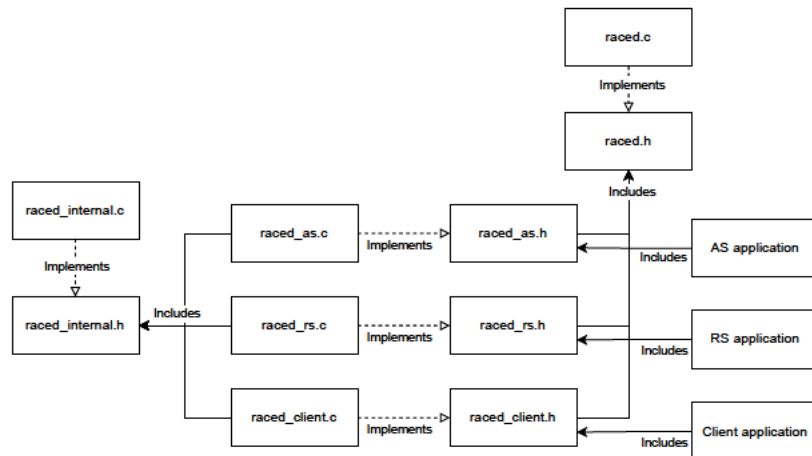 raced.c
Implements
raced.h
Includes
raced_internal.c
raced_as.c
Implements
raced_as.h
Includes
AS application
Implements
raced_internal.h
Includes
raced_rs.c
Implements
raced_rs.h
Includes
RS application
raced_client.c
Implements
raced_client.h
Includes
Client application